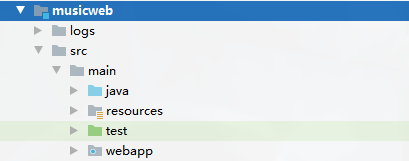 musicweb
logs
src
main
java
resources
test
webapp